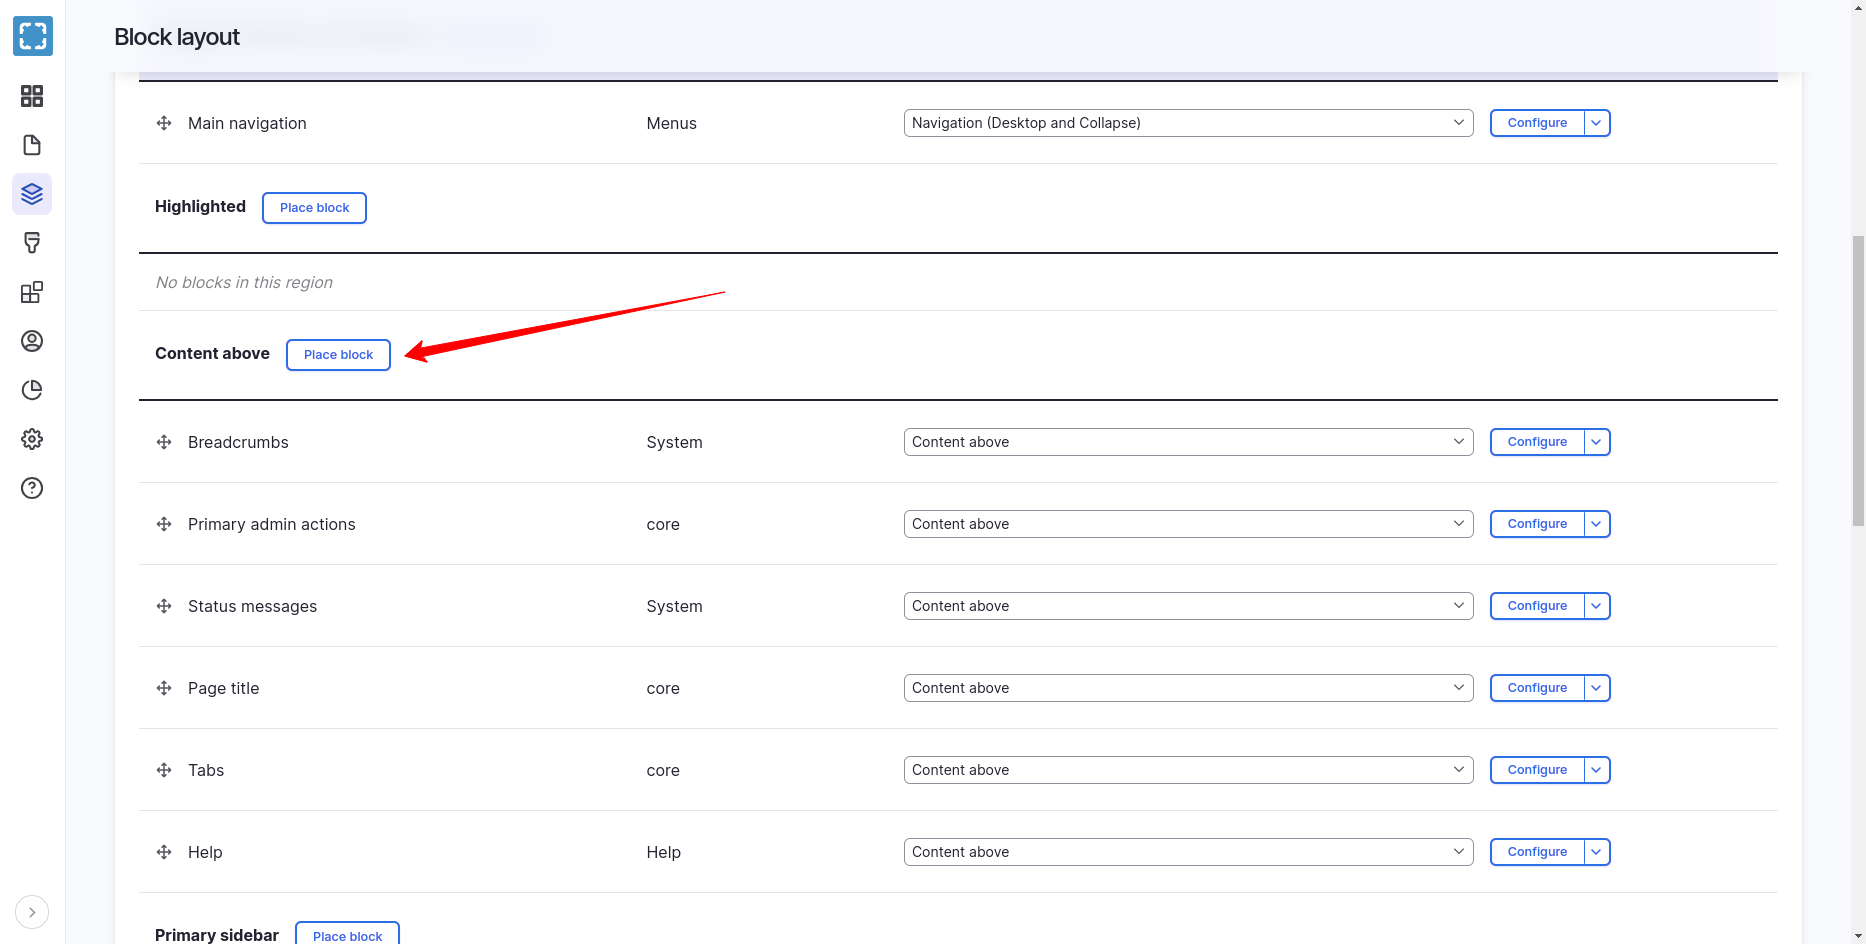 Block layout
Main navigation Menus Navigation (Desktop and Collapse) Configure
Highlighted Place block
No blocks in this region
Content above Place block
Breadcrumbs System Content above Configure
Primary admin actions core Content above Configure
Status messages System Content above Configure
Page title core Content above Configure
Tabs core Content above Configure
Help Help Content above Configure
Primary sidebar Place block